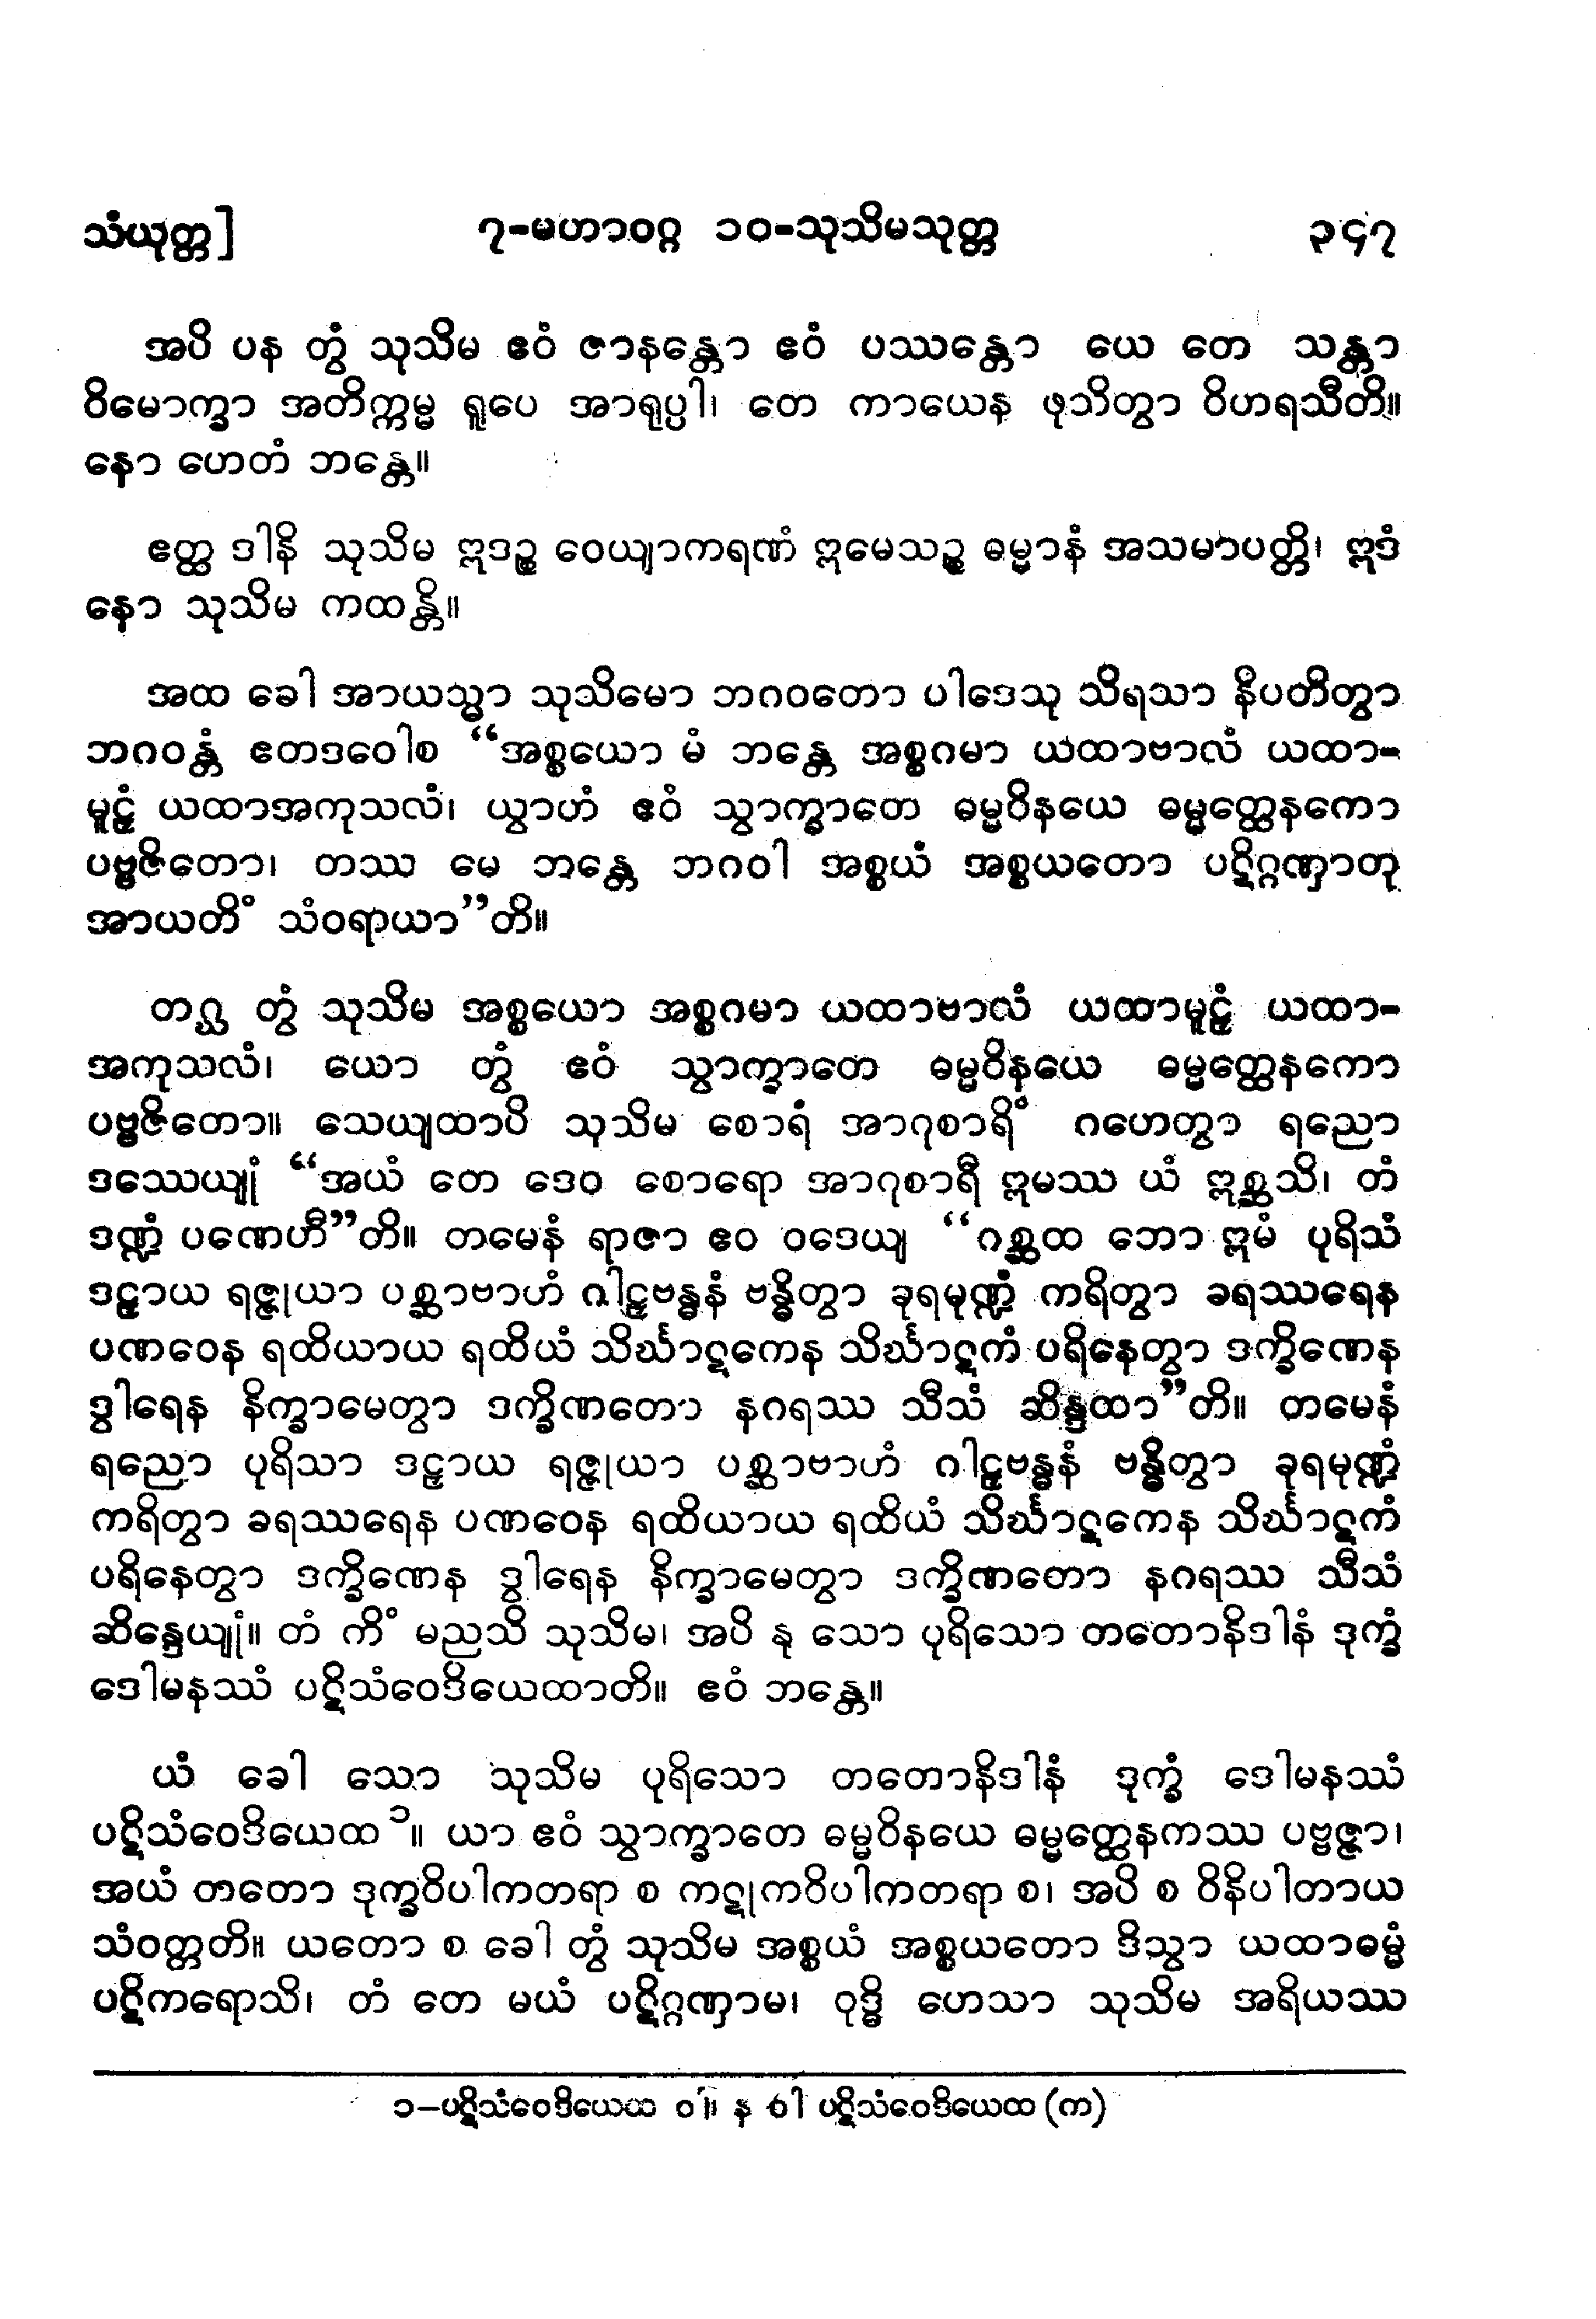 သံယုတ္တ] ၇-မဟာဝဂ္ဂ ၁၀-သုသိမသုတ္တ ၃၄၇
အပိ ပန တွံ သုသိမ ဧဝံ ဇာနန္တော ဧဝံ ပဿန္တော ယေ တေ သန္တာ
ဝိမောက္ခာ အတိက္ကမ္မ ရူပေ အာရုပ္ပါ၊ တေ ကာယေန ဖုသိတွာ ဝိဟရသီတိ။
နော ဟေတံ ဘန္တေ။
ဧတ္ထ ဒါနိ သုသိမ ဣဒဉ္စ ဝေယျာကရဏံ ဣမေသဉ္စ ဓမ္မာနံ အသမာပတ္တိ၊ ဣဒံ
နော သုသိမ ကထန္တိ။
အထ ခေါ အာယသ္မာ သုသိမော ဘဂဝတော ပါဒေသု သိရသာ နိပတိတွာ
ဘဂဝန္တံ ဧတဒဝေါစ “အစ္စယော မံ ဘန္တေ အစ္စဂမာ ယထာဗာလံ ယထာ-
မူဠှံ ယထာအကုသလံ၊ ယွာဟံ ဧဝံ သွာက္ခာတေ ဓမ္မဝိနယေ ဓမ္မတ္ထေနကော
ပဗ္ဗဇိတော၊ တဿ မေ ဘန္တေ ဘဂဝါ အစ္စယံ အစ္စယတော ပဋိဂ္ဂဏှာတု
အာယတိံ သံဝရာယာ”တိ။
တဂ္ဃ တွံ သုသိမ အစ္စယော အစ္စဂမာ ယထာဗာလံ ယထာမူဠှံ ယထာ-
အကုသလံ၊ ယော တွံ ဧဝံ သွာက္ခာတေ ဓမ္မဝိနယေ ဓမ္မတ္ထေနကော
ပဗ္ဗဇိတော။ သေယျထာပိ သုသိမ စောရံ အာဂုစာရိံ ဂဟေတွာ ရညော
ဒဿေယျုံ “အယံ တေ ဒေဝ စောရော အာဂုစာရီ ဣမဿ ယံ ဣစ္ဆသိ၊ တံ
ဒဏ္ဍံ ပဏေဟီ”တိ။ တမေနံ ရာဇာ ဧဝ ဝဒေယျ “ဂစ္ဆထ ဘော ဣမံ ပုရိသံ
ဒဠှာယ ရဇ္ဇုယာ ပစ္ဆာဗာဟံ ဂါဠှဗန္ဓနံ ဗန္ဓိတွာ ခုရမုဏ္ဍံ ကရိတွာ ခရဿရေန
ပဏဝေန ရထိယာယ ရထိယံ သိင်္ဃာဋကေန သိင်္ဃာဋကံ ပရိနေတွာ ဒက္ခိဏေန
ဒွါရေန နိက္ခာမေတွာ ဒက္ခိဏတော နဂရဿ သီသံ ဆိန္ဒထာ”တိ။ တမေနံ
ရညော ပုရိသာ ဒဠှာယ ရဇ္ဇုယာ ပစ္ဆာဗာဟံ ဂါဠှဗန္ဓနံ ဗန္ဓိတွာ ခုရမုဏ္ဍံ
ကရိတွာ ခရဿရေန ပဏဝေန ရထိယာယ ရထိယံ သိင်္ဃာဋကေန သိင်္ဃာဋကံ
ပရိနေတွာ ဒက္ခိဏေန ဒွါရေန နိက္ခာမေတွာ ဒက္ခိဏတော နဂရဿ သီသံ
ဆိန္ဒေယျုံ။ တံ ကိံ မညသိ သုသိမ၊ အပိ နု သော ပုရိသော တတောနိဒါနံ ဒုက္ခံ
ဒေါမနဿံ ပဋိသံဝေဒိယေထာတိ။ ဧဝံ ဘန္တေ။
ယံ ခေါ သော သုသိမ ပုရိသော တတောနိဒါနံ ဒုက္ခံ ဒေါမနဿံ
ပဋိသံဝေဒိယေထ ၁။ ယာ ဧဝံ သွာက္ခာတေ ဓမ္မဝိနယေ ဓမ္မတ္ထေနကဿ ပဗ္ဗဇ္ဇာ၊
အယံ တတော ဒုက္ခဝိပါကတရာ စ ကဋုကဝိပါကတရာ စ၊ အပိ စ ဝိနိပါတာယ
သံဝတ္တတိ။ ယတော စ ခေါ တွံ သုသိမ အစ္စယံ အစ္စယတော ဒိသွာ ယထာဓမ္မံ
ပဋိကရောသိ၊ တံ တေ မယံ ပဋိဂ္ဂဏှာမ၊ ဝုဒ္ဓိ ဟေသာ သုသိမ အရိယဿ
၁-ပဋိသံဝေဒိယေထ ဝါ။ န ဝါ ပဋိသံဝေဒိယေထ (က)